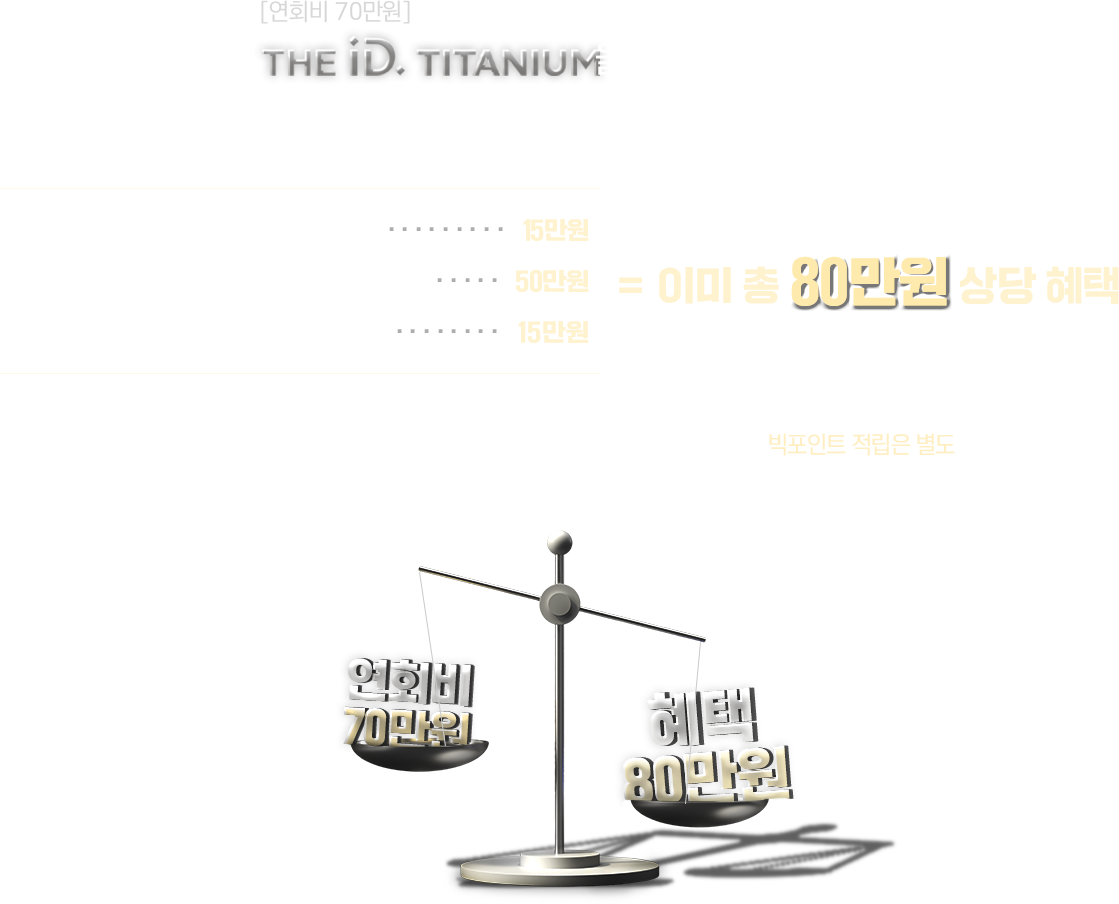 [연회비 70만원]
THE iD. TITANIUM
········· 15만원
····· 50만원
········ 15만원
= 이미 총 80만원 상당 혜택
빅포인트 적립은 별도
연회비
70만원
혜택
80만원